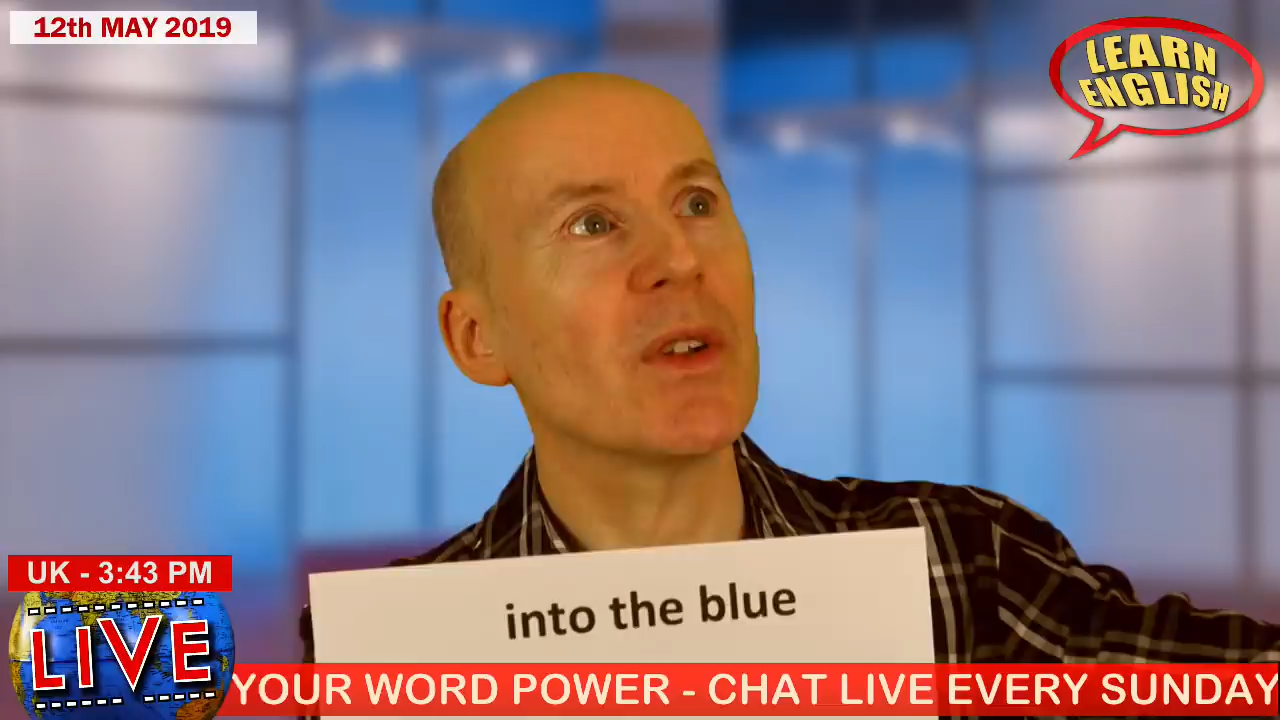 12th MAY 2019
LEARN
ENGLISH
into the blue
UK - 3:43 PM
LIVE
YOUR WORD POWER - CHAT LIVE EVERY SUNDAY